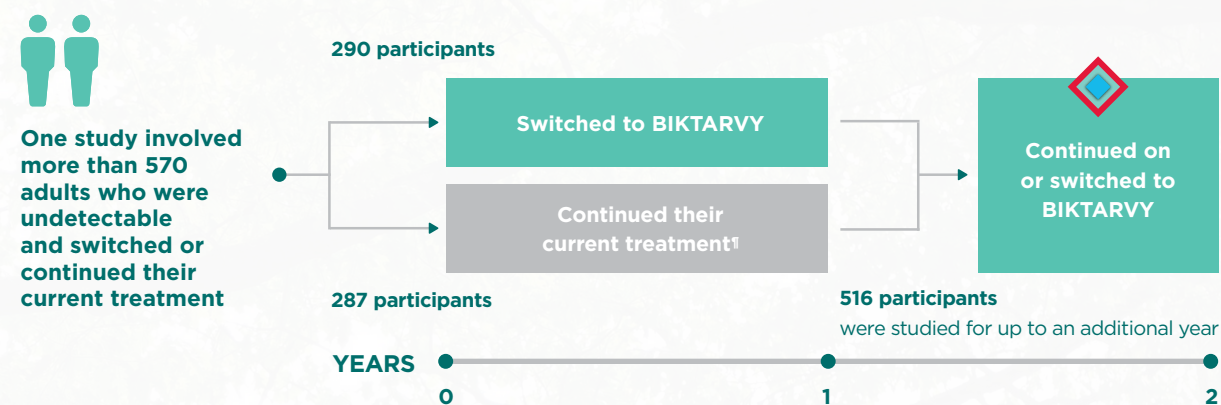 One study involved
more than 570
adults who were
undetectable
and switched or
continued their
current treatment
290 participants
Switched to BIKTARVY
Continued their
current treatment¶
287 participants
Continued on
or switched to
BIKTARVY
516 participants
were studied for up to an additional year
YEARS
0 1 2